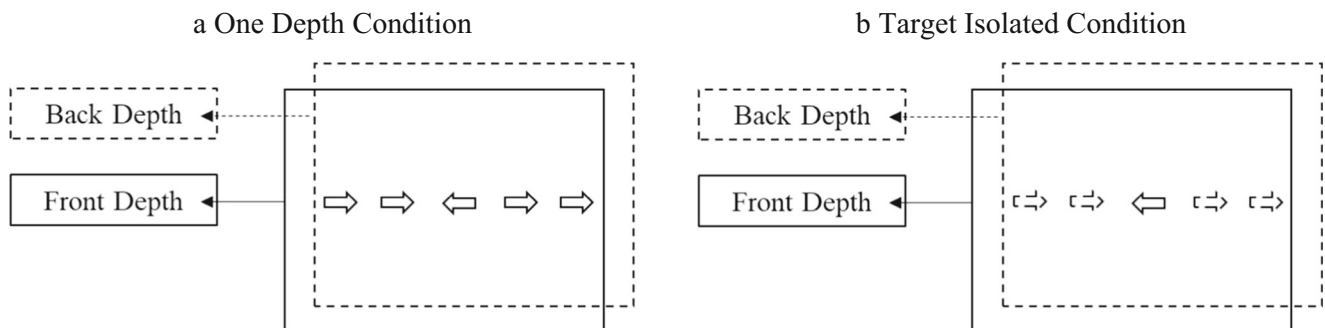 a One Depth Condition
b Target Isolated Condition
Back Depth
Front Depth
Back Depth
Front Depth